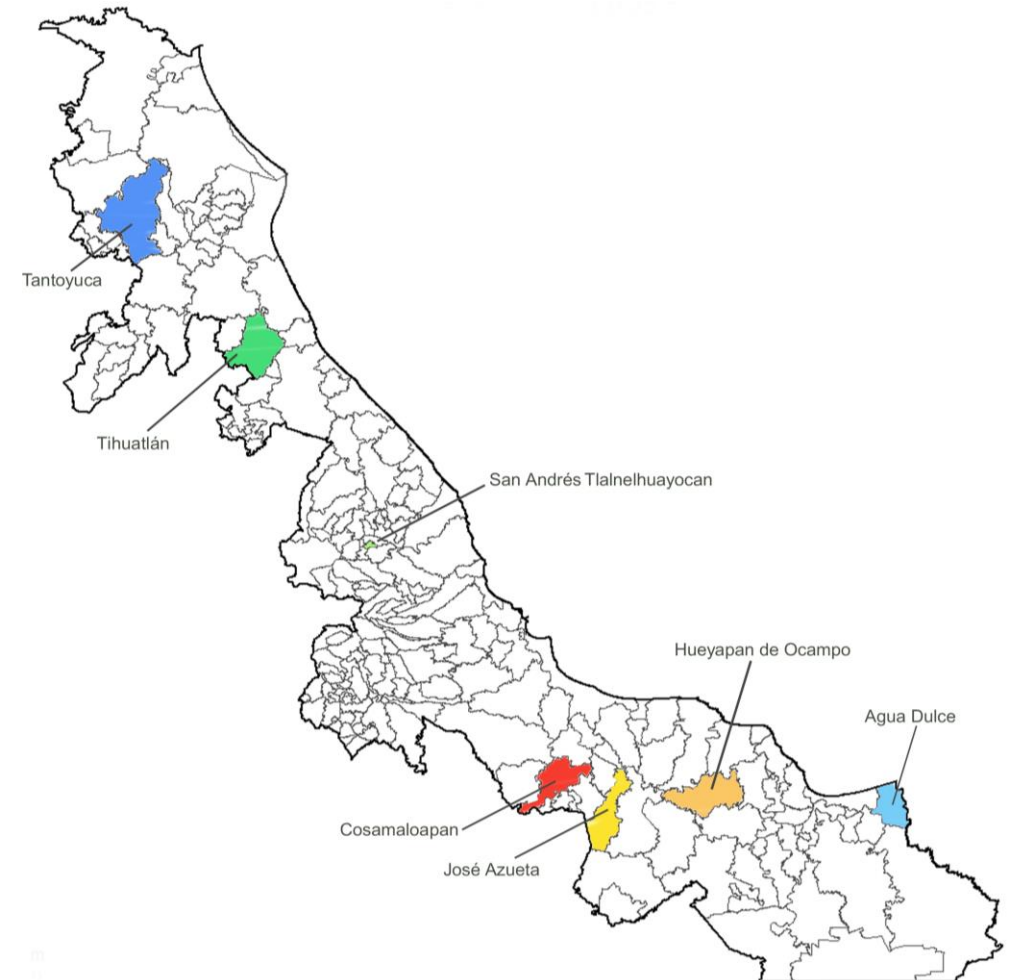 Tantoyuca
Tihuatlán
San Andrés Tlalnelhuayocan
Hueyapan de Ocampo
Agua Dulce
Cosamaloapan
José Azueta